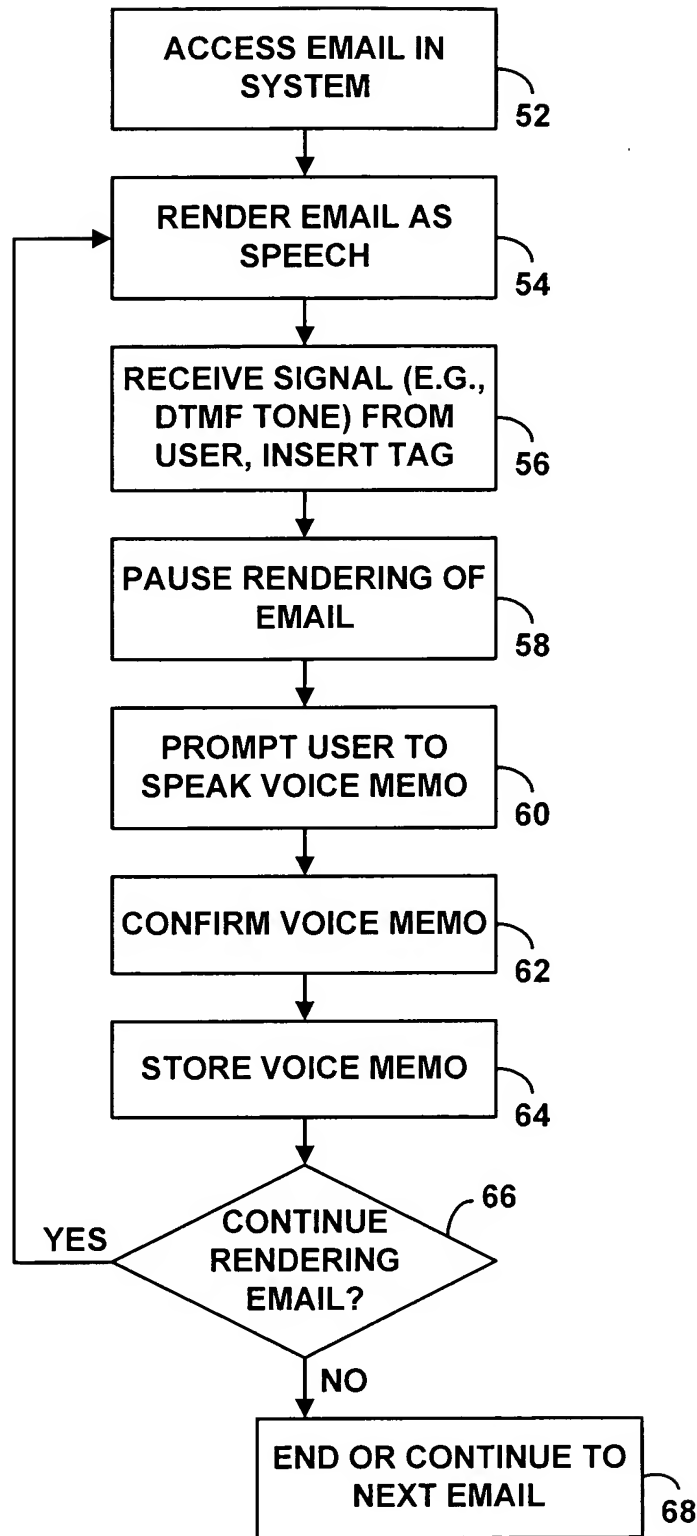 ACCESS EMAIL IN
SYSTEM
52
RENDER EMAIL AS
SPEECH
54
RECEIVE SIGNAL (E.G.,
DTMF TONE) FROM
USER, INSERT TAG
56
PAUSE RENDERING OF
EMAIL
58
PROMPT USER TO
SPEAK VOICE MEMO
60
CONFIRM VOICE MEMO
62
STORE VOICE MEMO
64
66
YES
CONTINUE
RENDERING
EMAIL?
NO
END OR CONTINUE TO
NEXT EMAIL
68